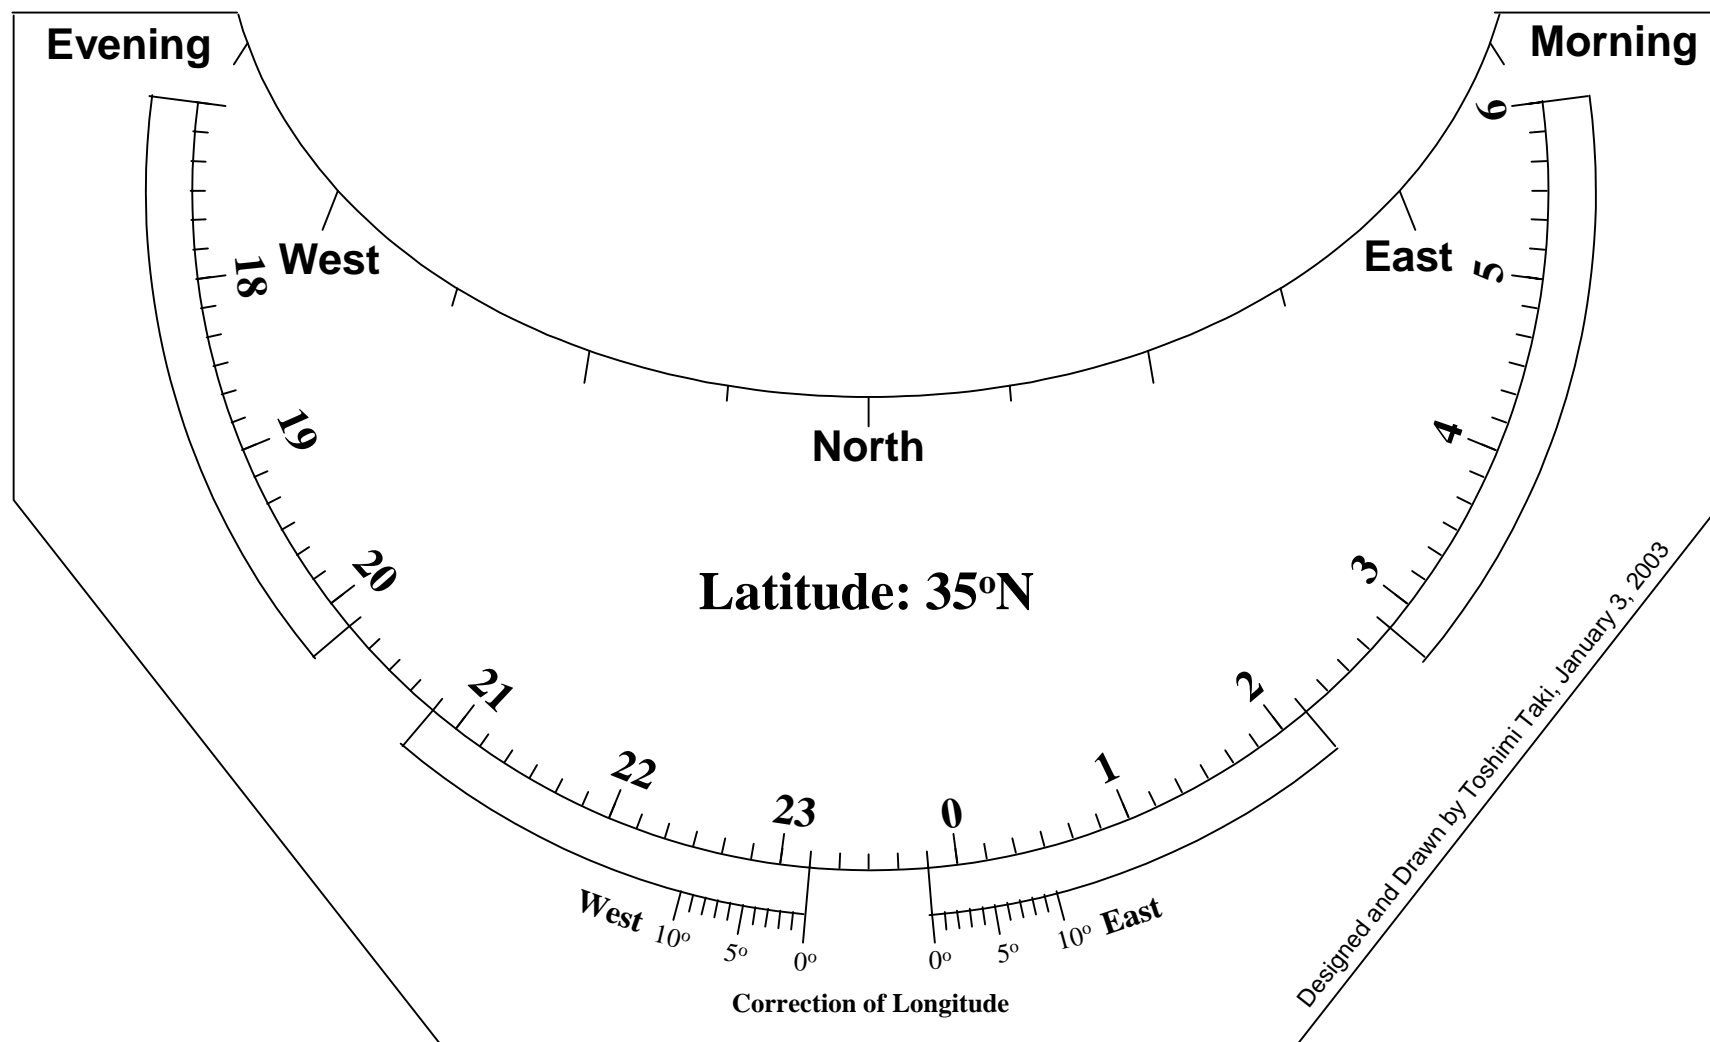 Evening
Morning
6
West
East
5
18
19
North
4
20
Latitude: 35ºN
3
21
2
22
1
23
0
West
10º
5º
0º
0º
5º
10º
East
Correction of Longitude
Designed and Drawn by Toshimi Taki, January 3, 2003